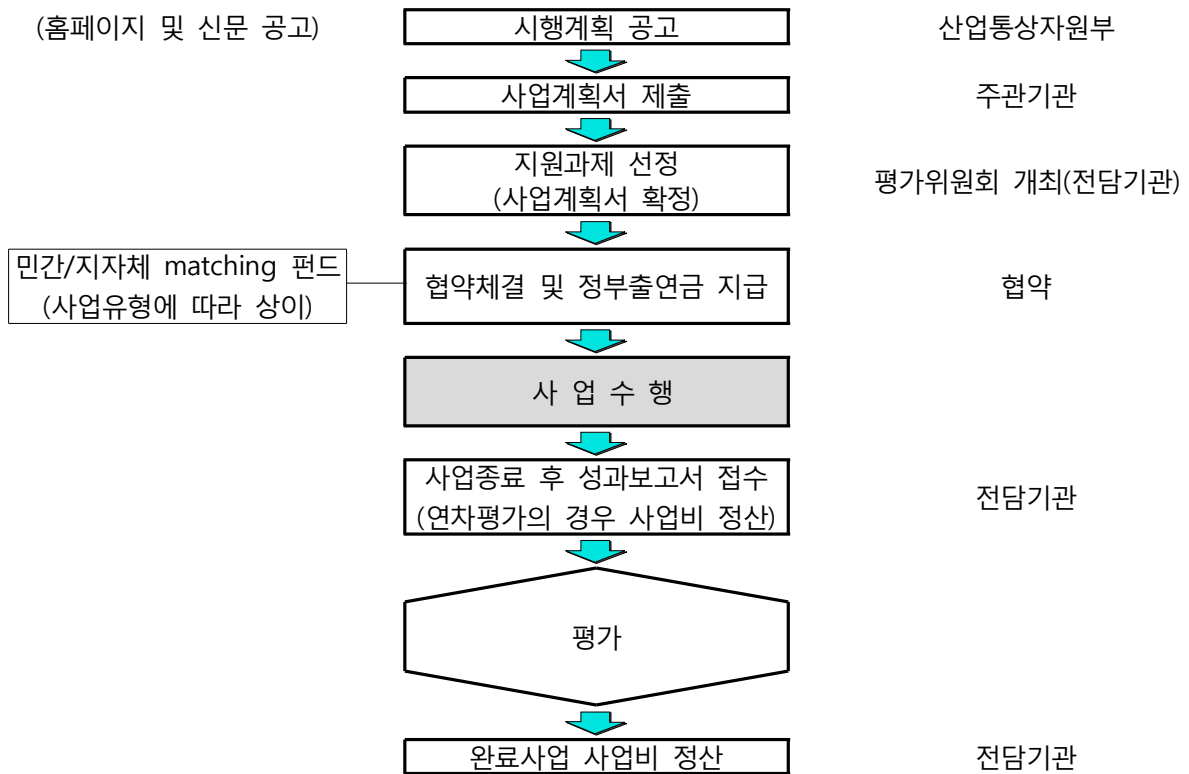 (홈페이지 및 신문 공고)
시행계획 공고
산업통상자원부
사업계획서 제출
주관기관
지원과제 선정
(사업계획서 확정)
평가위원회 개최(전담기관)
민간/지자체 matching 펀드
(사업유형에 따라 상이)
협약체결 및 정부출연금 지급
협약
사 업 수 행
사업종료 후 성과보고서 접수
(연차평가의 경우 사업비 정산)
전담기관
평가
완료사업 사업비 정산
전담기관